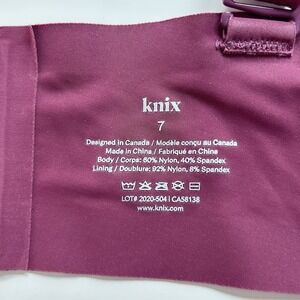 knix
7
Designed in Canada / Modèle conçu au Canada
Made in China / Fabriqué en Chine
Body / Corps: 60% Nylon, 40% Spandex
Lining / Doublure: 92% Nylon, 8% Spandex
LOT# 2020-504 | CA58138
www.knix.com